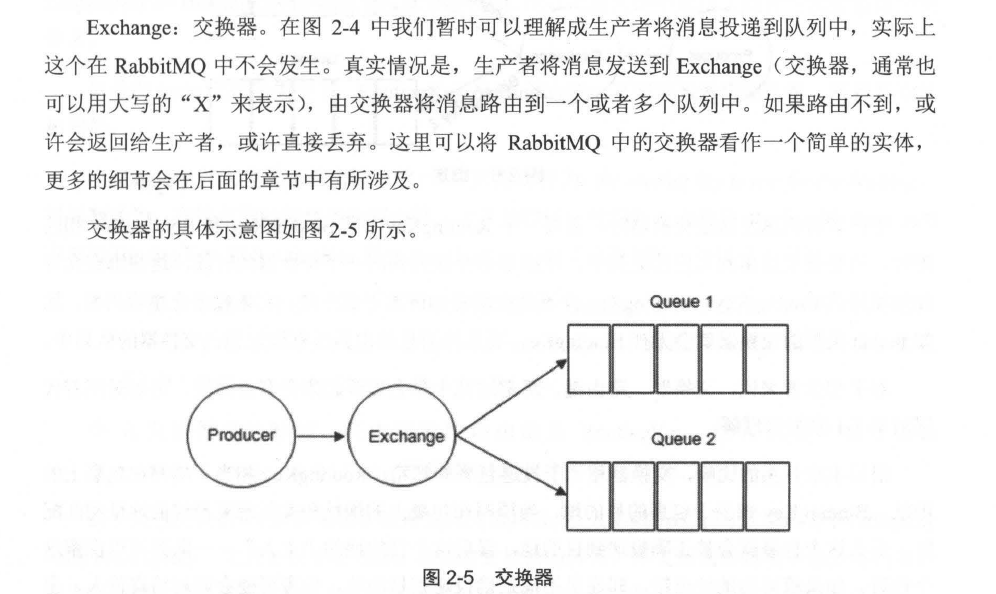 Exchange：交换器。在图 2-4 中我们暂时可以理解成生产者将消息投递到队列中，实际上
这个在 RabbitMQ 中不会发生。真实情况是，生产者将消息发送到 Exchange（交换器，通常也
可以用大写的“X”来表示），由交换器将消息路由到一个或者多个队列中。如果路由不到，或
许会返回给生产者，或许直接丢弃。这里可以将 RabbitMQ 中的交换器看作一个简单的实体，
更多的细节会在后面的章节中有所涉及。
交换器的具体示意图如图 2-5 所示。
Queue 1
Producer
Exchange
Queue 2
图 2-5 交换器